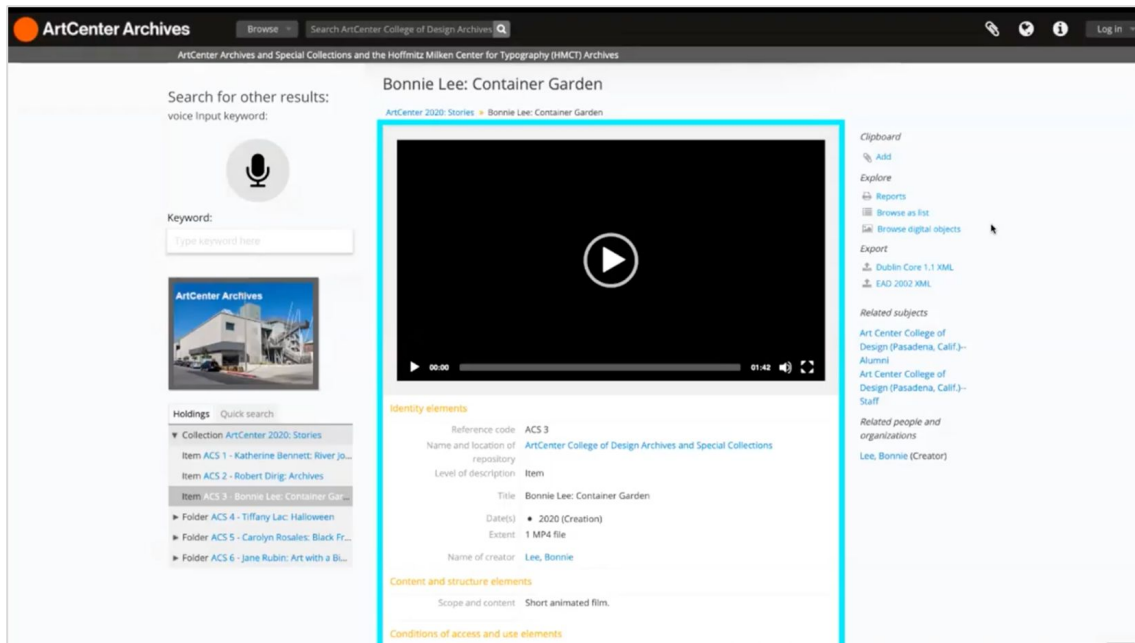 ArtCenter Archives
Browse
Search ArtCenter College of Design Archives
Log in
ArtCenter Archives and Special Collections and the Hoffmitz Milken Center for Typography (HMCT) Archives
Search for other results:
voice Input keyword:
Keyword:
Type keyword here
ArtCenter Archives
Holdings Quick search
▼ Collection ArtCenter 2020: Stories
Item ACS 1 - Katherine Bennett: River Jo...
Item ACS 2 - Robert Dirig: Archives
Item ACS 3 - Bonnie Lee: Container Gar...
► Folder ACS 4 - Tiffany Lac: Halloween
► Folder ACS 5 - Carolyn Rosales: Black Fr...
► Folder ACS 6 - Jane Rubin: Art with a Bi...
Bonnie Lee: Container Garden
ArtCenter 2020: Stories » Bonnie Lee: Container Garden
00:00 01:42
Identity elements
Reference code ACS 3
Name and location of ArtCenter College of Design Archives and Special Collections
repository
Level of description Item
Title Bonnie Lee: Container Garden
Date(s) • 2020 (Creation)
Extent 1 MP4 file
Name of creator Lee, Bonnie
Content and structure elements
Scope and content Short animated film.
Conditions of access and use elements
Clipboard
Add
Explore
Reports
Browse as list
Browse digital objects
Export
Dublin Core 1.1 XML
EAD 2002 XML
Related subjects
Art Center College of
Design (Pasadena, Calif.)--
Alumni
Art Center College of
Design (Pasadena, Calif.)--
Staff
Related people and
organizations
Lee, Bonnie (Creator)